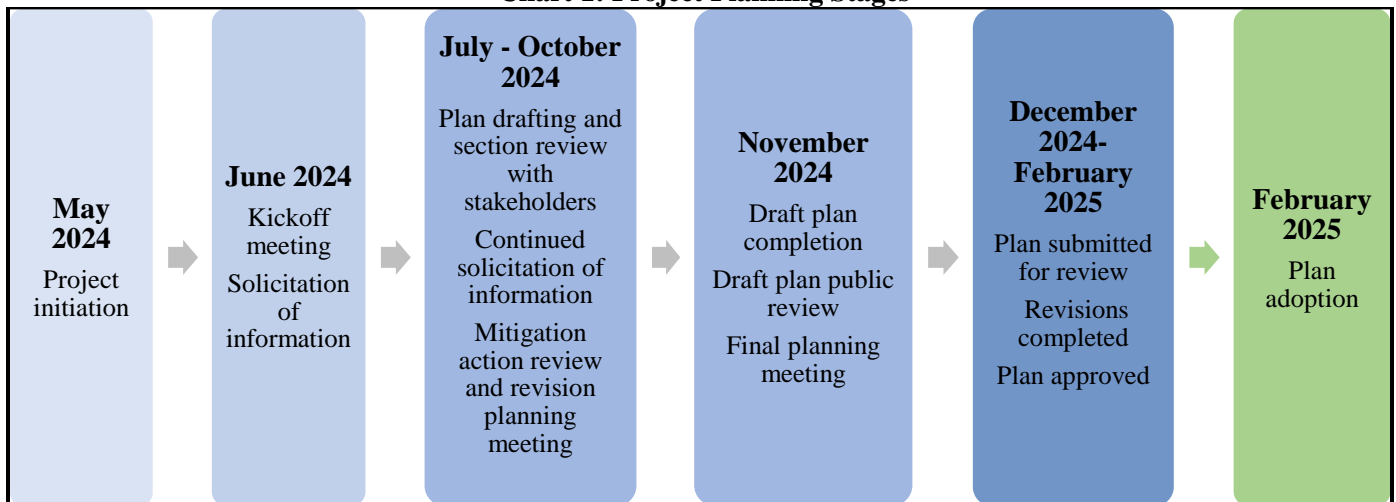 May
2024
Project
initiation
June 2024
Kickoff
meeting
Solicitation
of
information
July - October
2024
Plan drafting and
section review
with
stakeholders
Continued
solicitation of
information
Mitigation
action review
and revision
planning
meeting
November
2024
Draft plan
completion
Draft plan public
review
Final planning
meeting
December
2024-
February
2025
Plan submitted
for review
Revisions
completed
Plan approved
February
2025
Plan
adoption